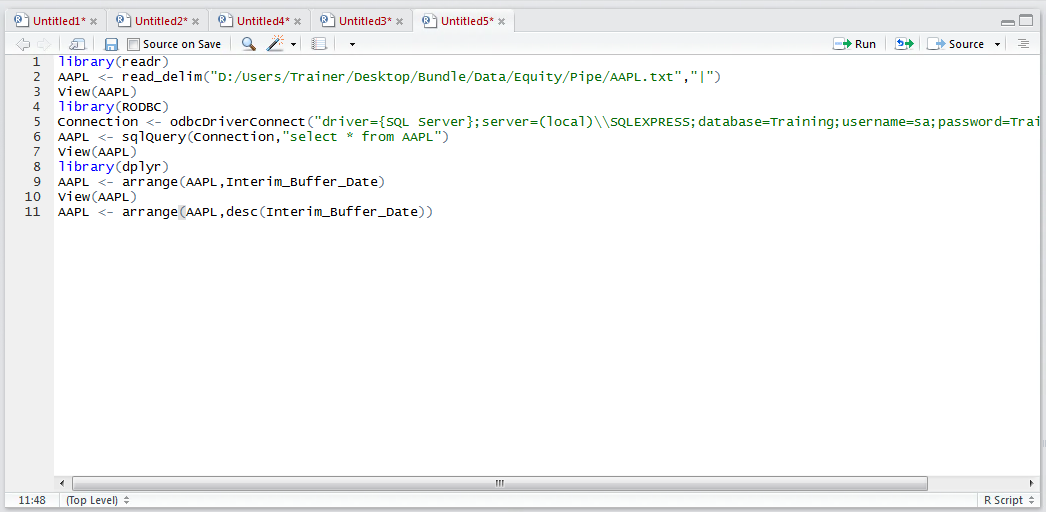 Untitled1* Untitled2* Untitled4* Untitled3* Untitled5*
Source on Save Run Source
1 library(readr)
2 AAPL <- read_delim("D:/Users/Trainer/Desktop/Bundle/Data/Equity/Pipe/AAPL.txt","|")
3 View(AAPL)
4 library(RODBC)
5 Connection <- odbcDriverConnect("driver={SQL Server};server=(local)\\SQLEXPRESS;database=Training;username=sa;password=Trai
6 AAPL <- sqlQuery(Connection,"select * from AAPL")
7 View(AAPL)
8 library(dplyr)
9 AAPL <- arrange(AAPL,Interim_Buffer_Date)
10 View(AAPL)
11 AAPL <- arrange(AAPL,desc(Interim_Buffer_Date))
11:48 (Top Level) R Script